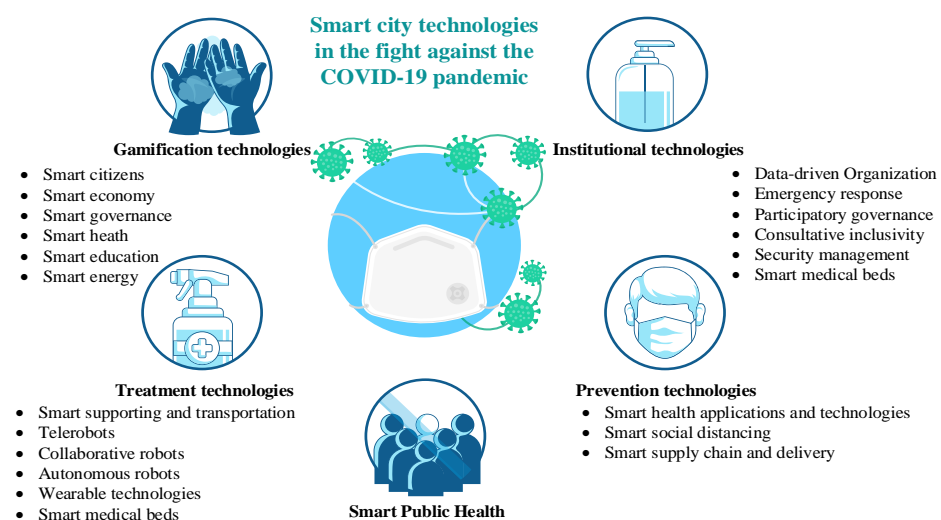 Smart city technologies
in the fight against the
COVID-19 pandemic
Gamification technologies
• Smart citizens
• Smart economy
• Smart governance
• Smart heath
• Smart education
• Smart energy
Institutional technologies
• Data-driven Organization
• Emergency response
• Participatory governance
• Consultative inclusivity
• Security management
• Smart medical beds
Treatment technologies
• Smart supporting and transportation
• Telerobots
• Collaborative robots
• Autonomous robots
• Wearable technologies
• Smart medical beds
Prevention technologies
• Smart health applications and technologies
• Smart social distancing
• Smart supply chain and delivery
Smart Public Health